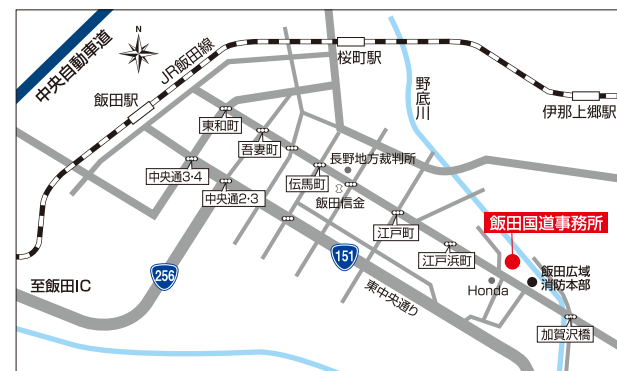 N
中央自動車道
JR飯田線
桜町駅
飯田駅
野底川
伊那上郷駅
東和町
吾妻町
長野地方裁判所
中央通3・4
伝馬町
飯田信金
中央通2・3
江戸町
飯田国道事務所
151
江戸浜町
256
至飯田IC
飯田広域
消防本部
Honda
東中央通り
加賀沢橋